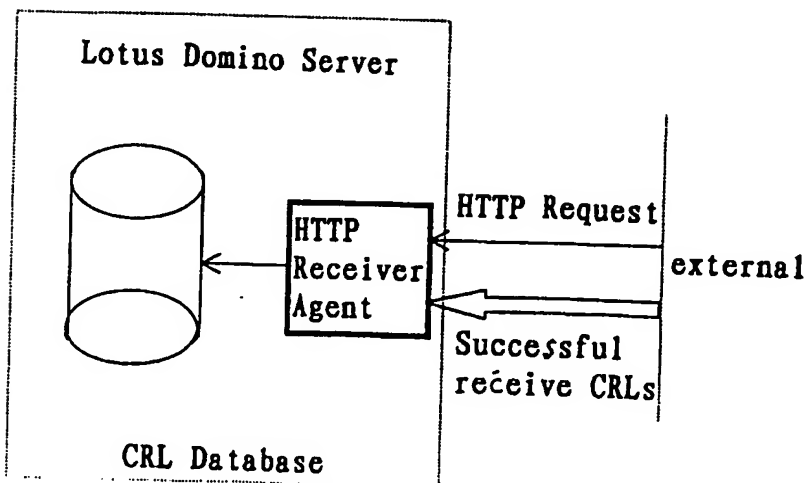 Lotus Domino Server
HTTP Request
HTTP
Receiver
Agent
external
Successful
receive CRLs
CRL Database